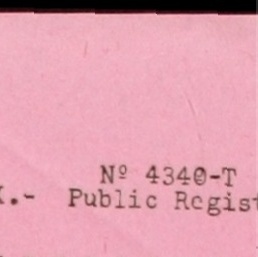 Nº 4340-T
.- Public Regist